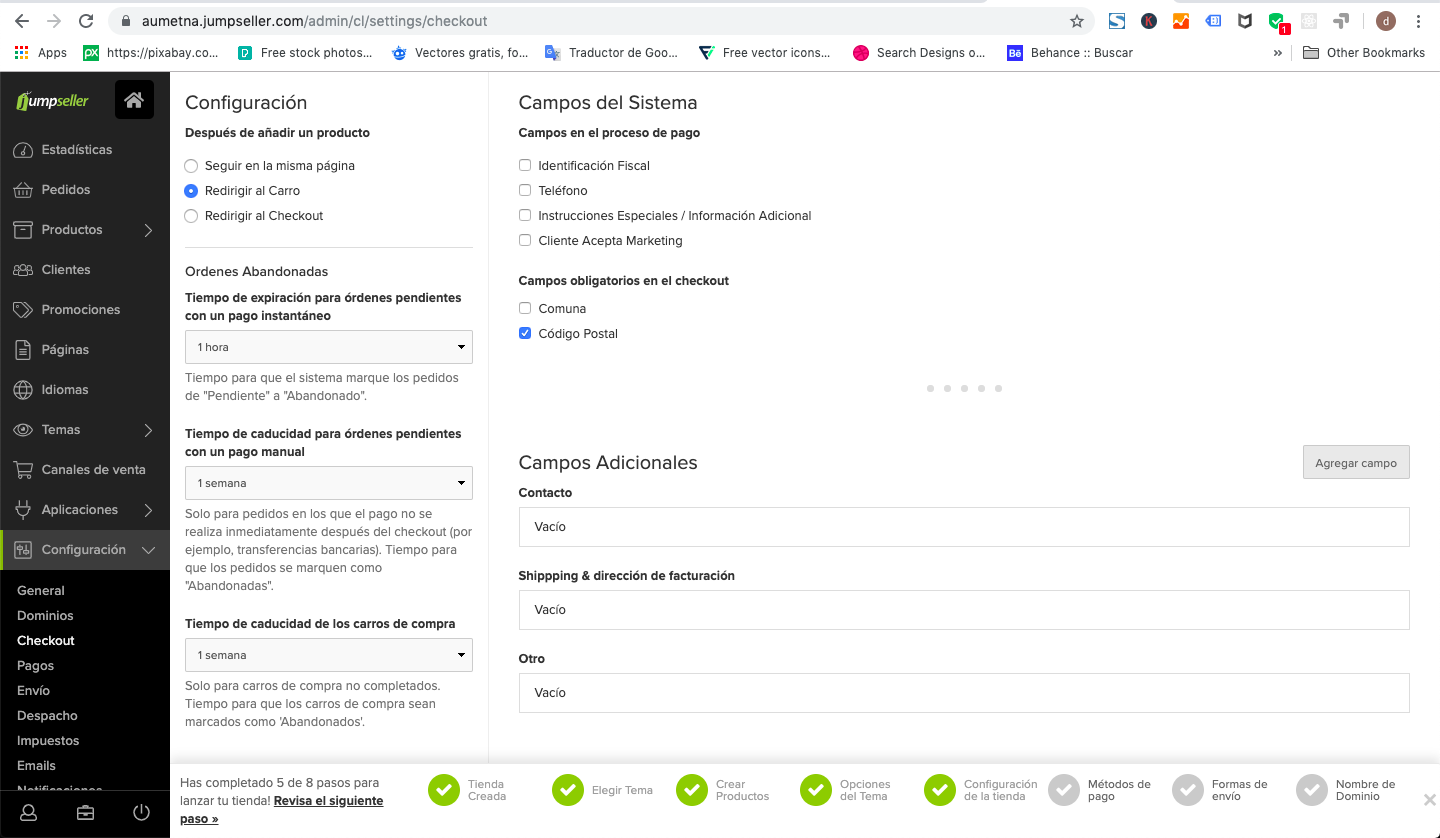 aumetna.jumpseller.com/admin/cl/settings/checkout
Apps
px https://pixabay.co...
Free stock photos...
Vectores gratis, fo...
Traductor de Goo...
Free vector icons...
Search Designs o...
Bē Behance :: Buscar
»
Other Bookmarks
jumpseller
Estadísticas
Pedidos
Productos
Clientes
Promociones
Páginas
Idiomas
Temas
Canales de venta
Aplicaciones
Configuración
General
Dominios
Checkout
Pagos
Envío
Despacho
Impuestos
Emails
Notificaciones
Configuración
Después de añadir un producto
Seguir en la misma página
Redirigir al Carro
Redirigir al Checkout
Ordenes Abandonadas
Tiempo de expiración para órdenes pendientes
con un pago instantáneo
1 hora
Tiempo para que el sistema marque los pedidos
de "Pendiente" a "Abandonado".
Tiempo de caducidad para órdenes pendientes
con un pago manual
1 semana
Solo para pedidos en los que el pago no se
realiza inmediatamente después del checkout (por
ejemplo, transferencias bancarias). Tiempo para
que los pedidos se marquen como
"Abandonadas".
Tiempo de caducidad de los carros de compra
1 semana
Solo para carros de compra no completados.
Tiempo para que los carros de compra sean
marcados como 'Abandonados'.
Campos del Sistema
Campos en el proceso de pago
Identificación Fiscal
Teléfono
Instrucciones Especiales / Información Adicional
Cliente Acepta Marketing
Campos obligatorios en el checkout
Comuna
Código Postal
Campos Adicionales
Agregar campo
Contacto
Vacío
Shippping & dirección de facturación
Vacío
Otro
Vacío
Has completado 5 de 8 pasos para
lanzar tu tienda! Revisa el siguiente
paso »
Tienda
Creada
Elegir Tema
Crear
Productos
Opciones
del Tema
Configuración
de la tienda
Métodos de
pago
Formas de
envío
Nombre de
Dominio
S
K
1
d